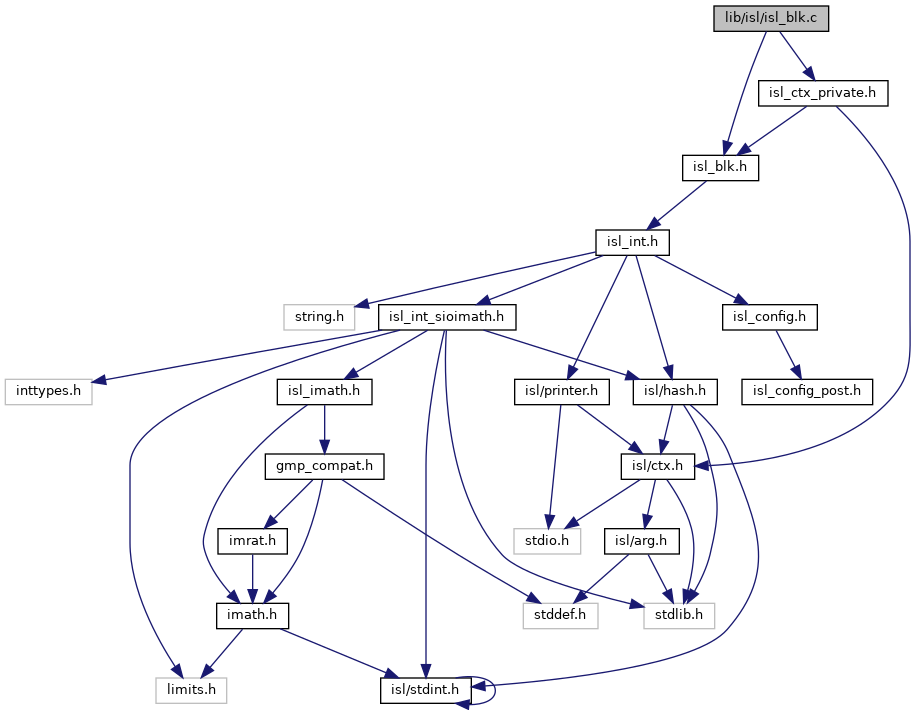 lib/isl/isl_blk.c
isl_ctx_private.h
isl_blk.h
isl_int.h
string.h
isl_int_sioimath.h
isl_config.h
inttypes.h
isl_imath.h
isl/printer.h
isl/hash.h
isl_config_post.h
gmp_compat.h
isl/ctx.h
imrat.h
stdio.h
isl/arg.h
imath.h
stddef.h
stdlib.h
limits.h
isl/stdint.h